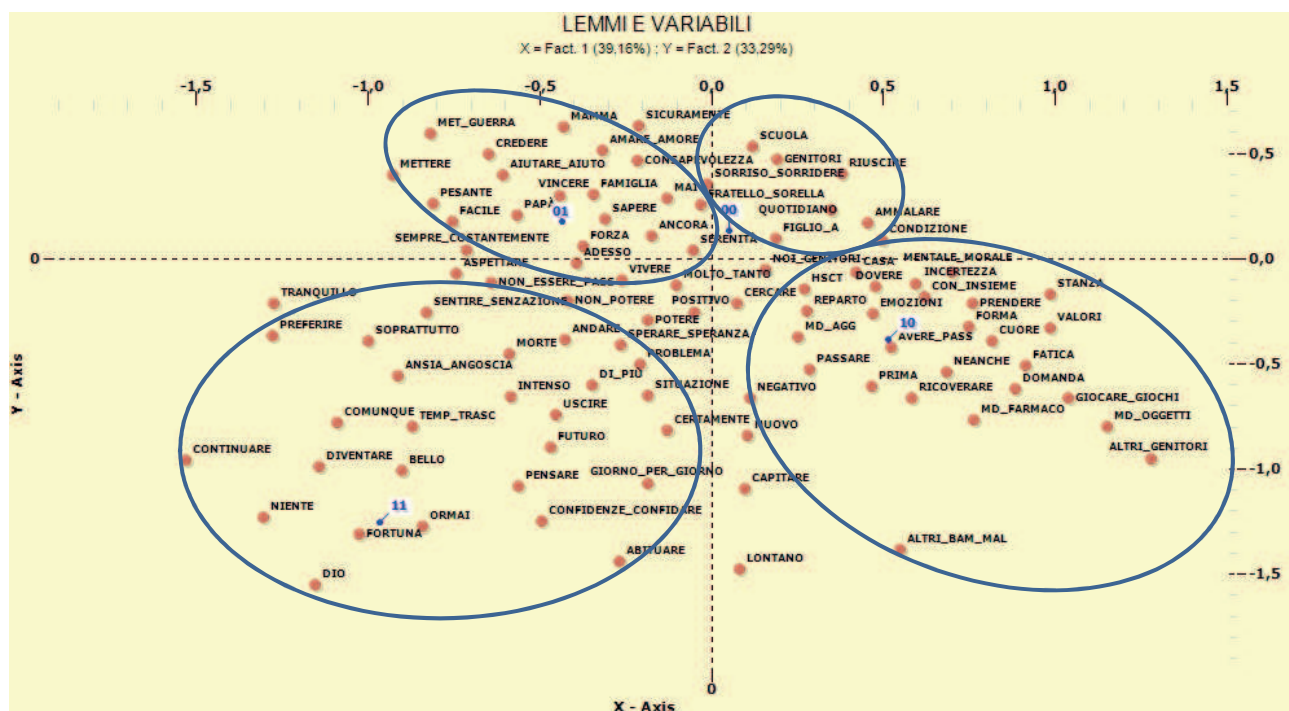 LEMMI E VARIABILI
X = Fact. 1 (39,16%) ; Y = Fact. 2 (33,29%)
-1,5 -1,0 -0,5 0,0 0,5 1,0 1,5
MET_GUERRA MAMMA SICURAMENTE
SCUOLA
CREDERE AMARE_AMORE
METTERE AIUTARE_AIUTO CONSAPEVOLEZZA GENITORI RIUSCIRE 0,5
SORRISO_SORRIDERE
PESANTE VINCERE FAMIGLIA MAI FRATELLO_SORELLA
FACILE PAPÀ 01 SAPERE 00 QUOTIDIANO AMMALARE
ANCORA FIGLIO_A CONDIZIONE
SEMPRE_COSTANTEMENTE FORZA SERENITÀ
ADESSO
0 NOI_GENITORI CASA MENTALE_MORALE 0,0
ASPETTARE VIVERE MOLTO_TANTO HSCT DOVERE INCERTEZZA
NON_ESSERE_PASS CON_INSIEME STANZA
TRANQUILLO SENTIRE_SENZAZIONE NON_POTERE POSITIVO CERCARE REPARTO EMOZIONI PRENDERE
PREFERIRE SOPRATTUTTO POTERE MD_AGG 10 FORMA VALORI
ANDARE SPERARE_SPERANZA AVERE_PASS CUORE
MORTE PROBLEMA
ANSIA_ANGOSCIA DI_PIÙ PASSARE NEANCHE FATICA -0,5
INTENSO SITUAZIONE NEGATIVO PRIMA RICOVERARE DOMANDA
COMUNQUE TEMP_TRASC USCIRE GIOCARE_GIOCHI
CERTAMENTE NUOVO MD_FARMACO MD_OGGETTI
CONTINUARE DIVENTARE BELLO FUTURO ALTRI_GENITORI
PENSARE GIORNO_PER_GIORNO CAPITARE -1,0
NIENTE 11 ORMAI CONFIDENZE_CONFIDARE
FORTUNA
ALTRI_BAM_MAL
ABITUARE LONTANO
DIO -1,5
Y - Axis
0
X - Axis